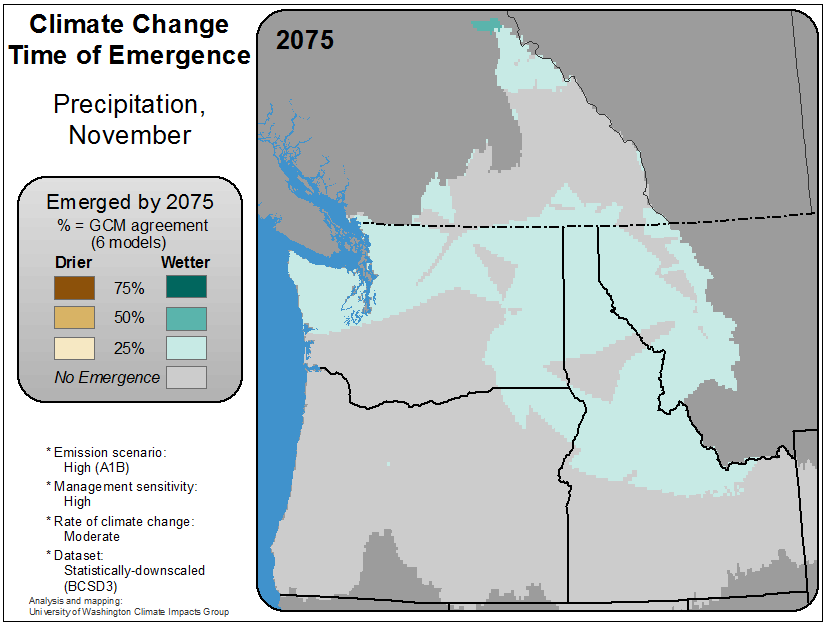 Climate Change
Time of Emergence
Precipitation,
November
Emerged by 2075
% = GCM agreement
(6 models)
Drier Wetter
75%
50%
25%
No Emergence
* Emission scenario:
High (A1B)
* Management sensitivity:
High
* Rate of climate change:
Moderate
* Dataset:
Statistically-downscaled
(BCSD3)
Analysis and mapping:
University of Washington Climate Impacts Group
2075